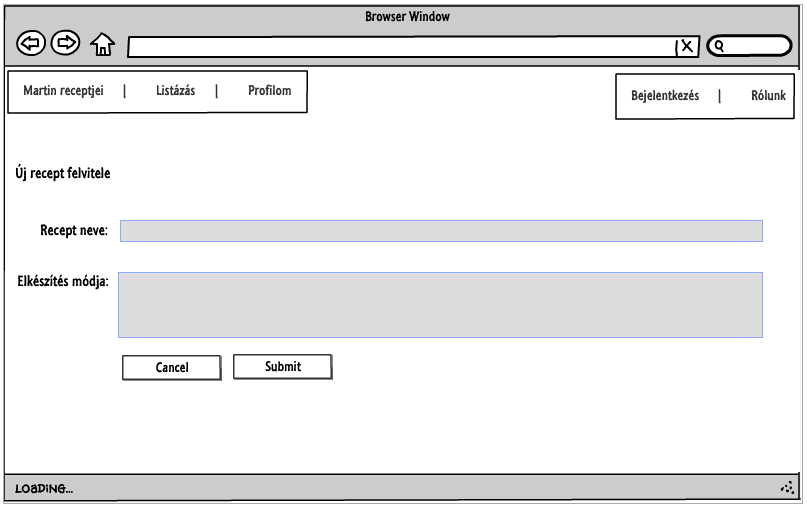 Browser Window
X
Martin receptjei | Listázás | Profilom
Bejelentkezés | Rólunk
Új recept felvitele
Recept neve:
Elkészítés módja:
Cancel
Submit
LOADING...